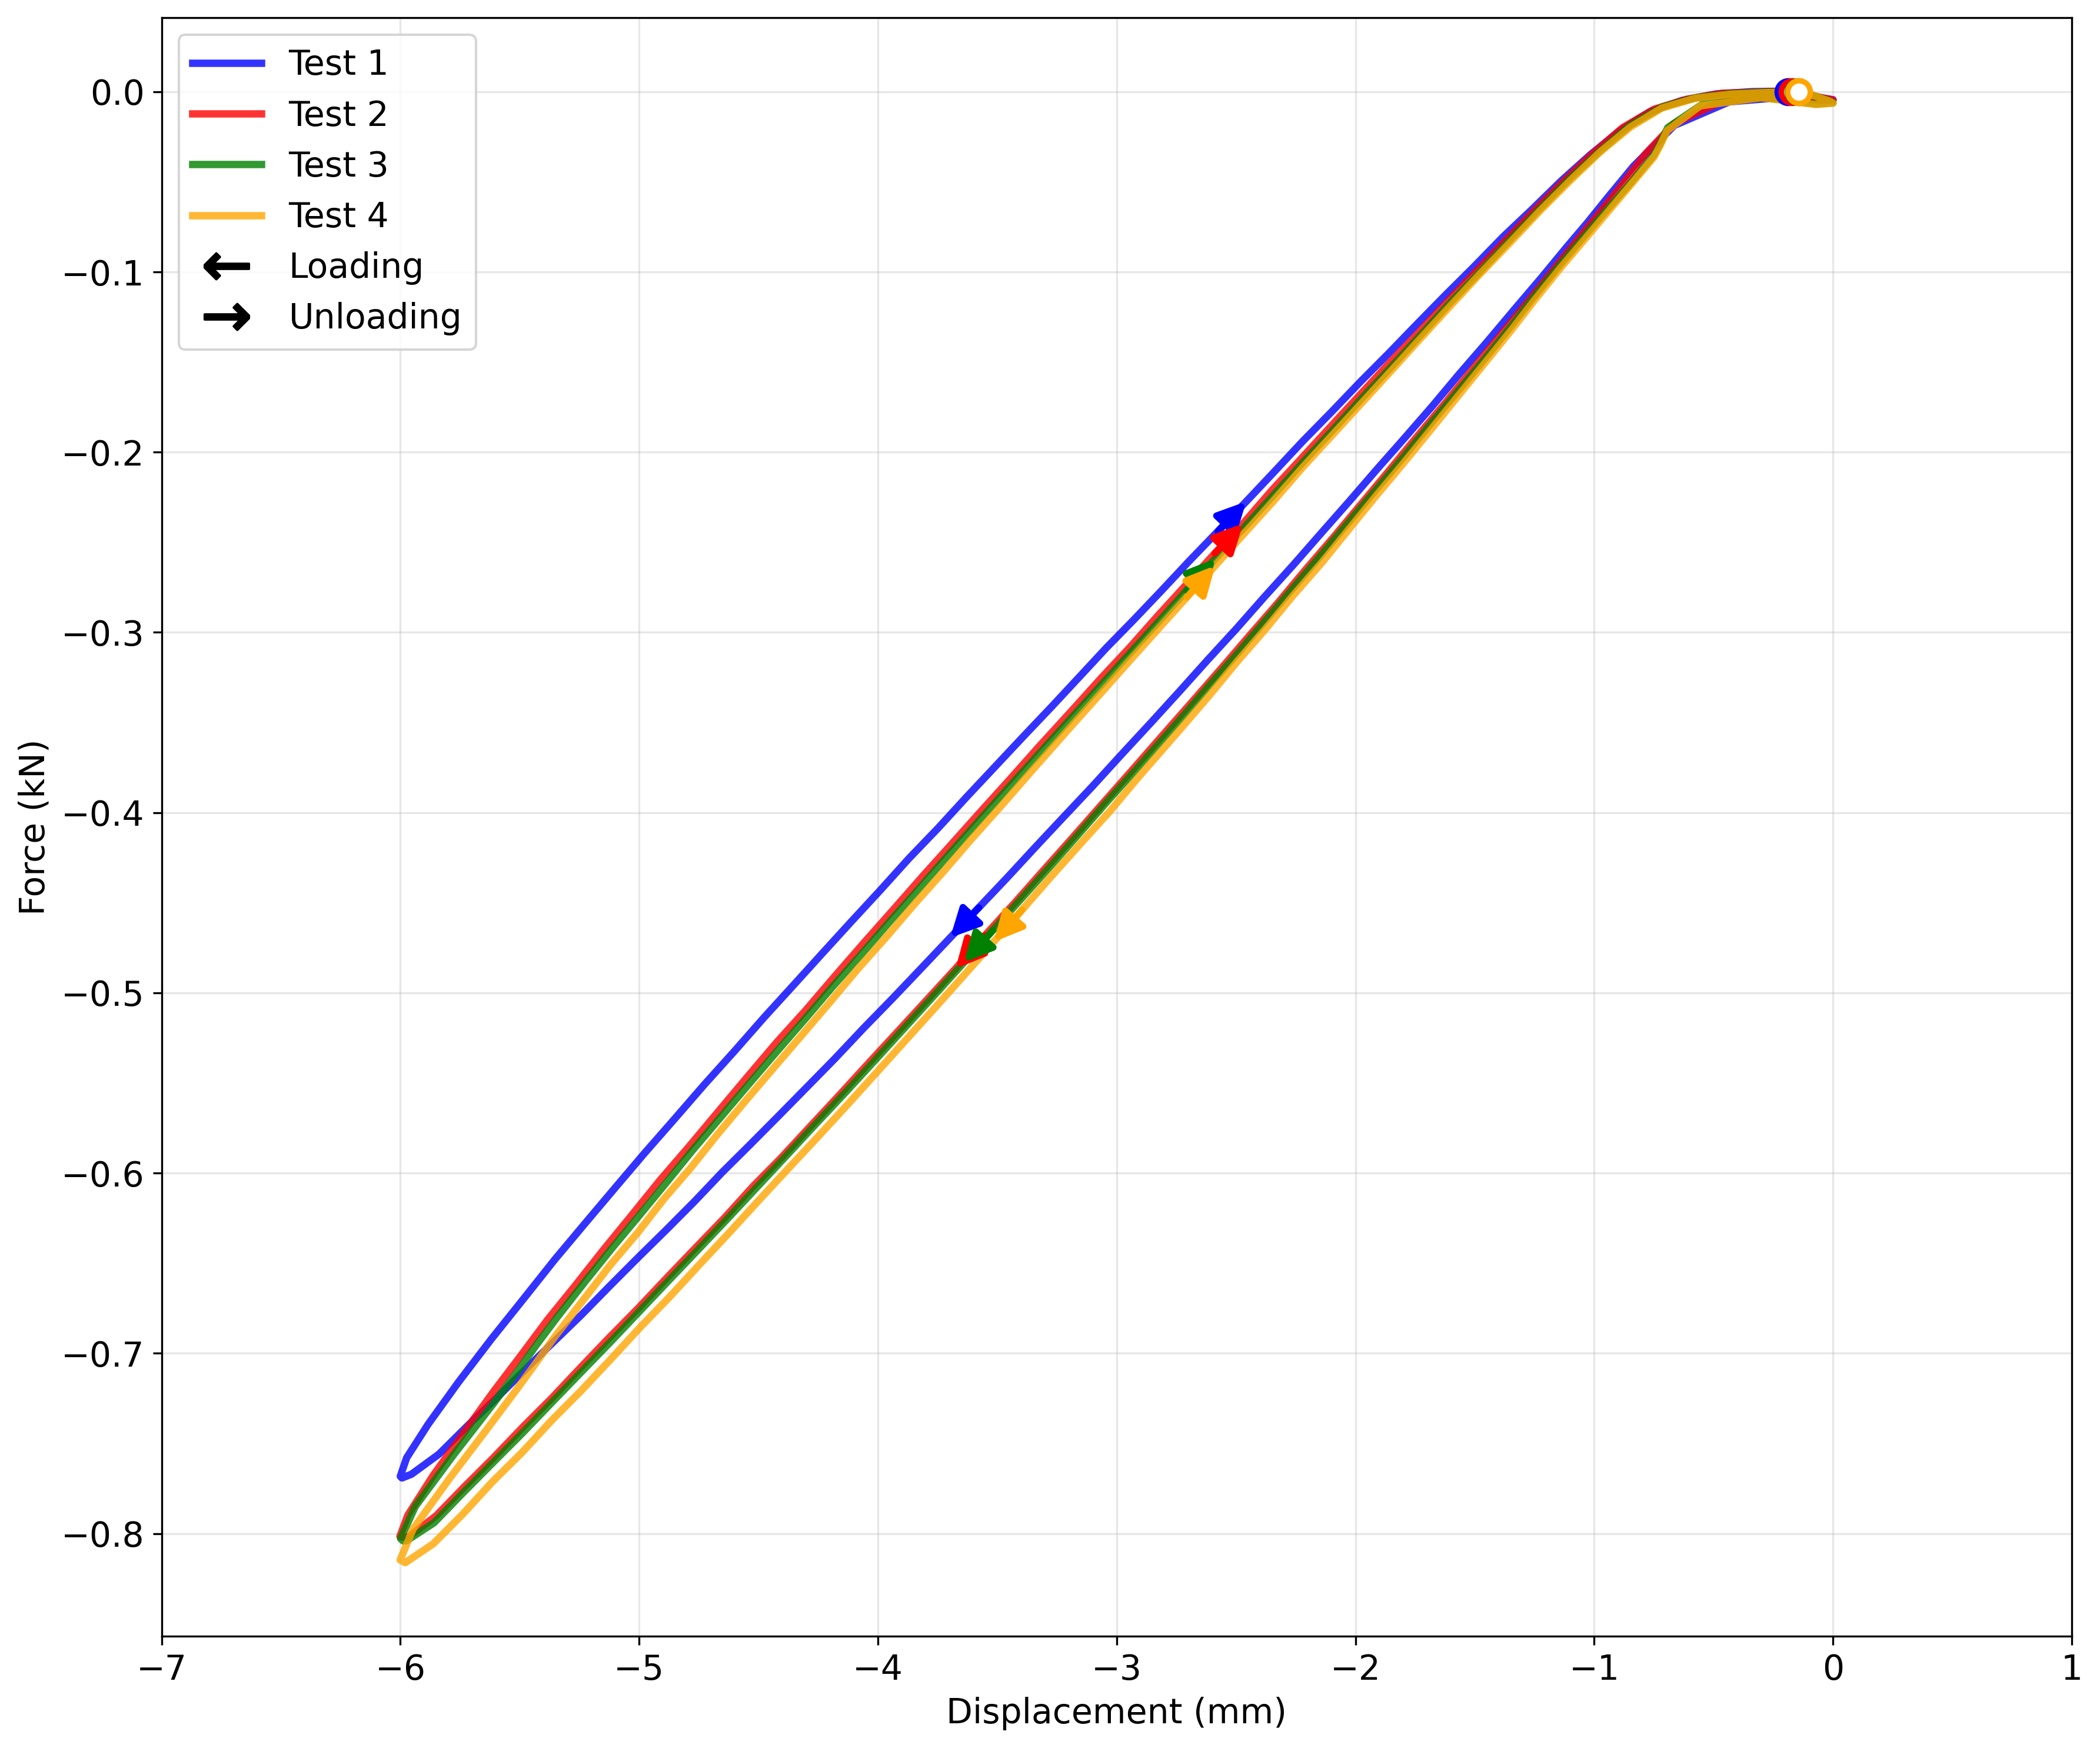 Test 1
Test 2
Test 3
Test 4
Loading
Unloading
0.0
−0.1
−0.2
−0.3
−0.4
−0.5
−0.6
−0.7
−0.8
Force (kN)
−7 −6 −5 −4 −3 −2 −1 0 1
Displacement (mm)